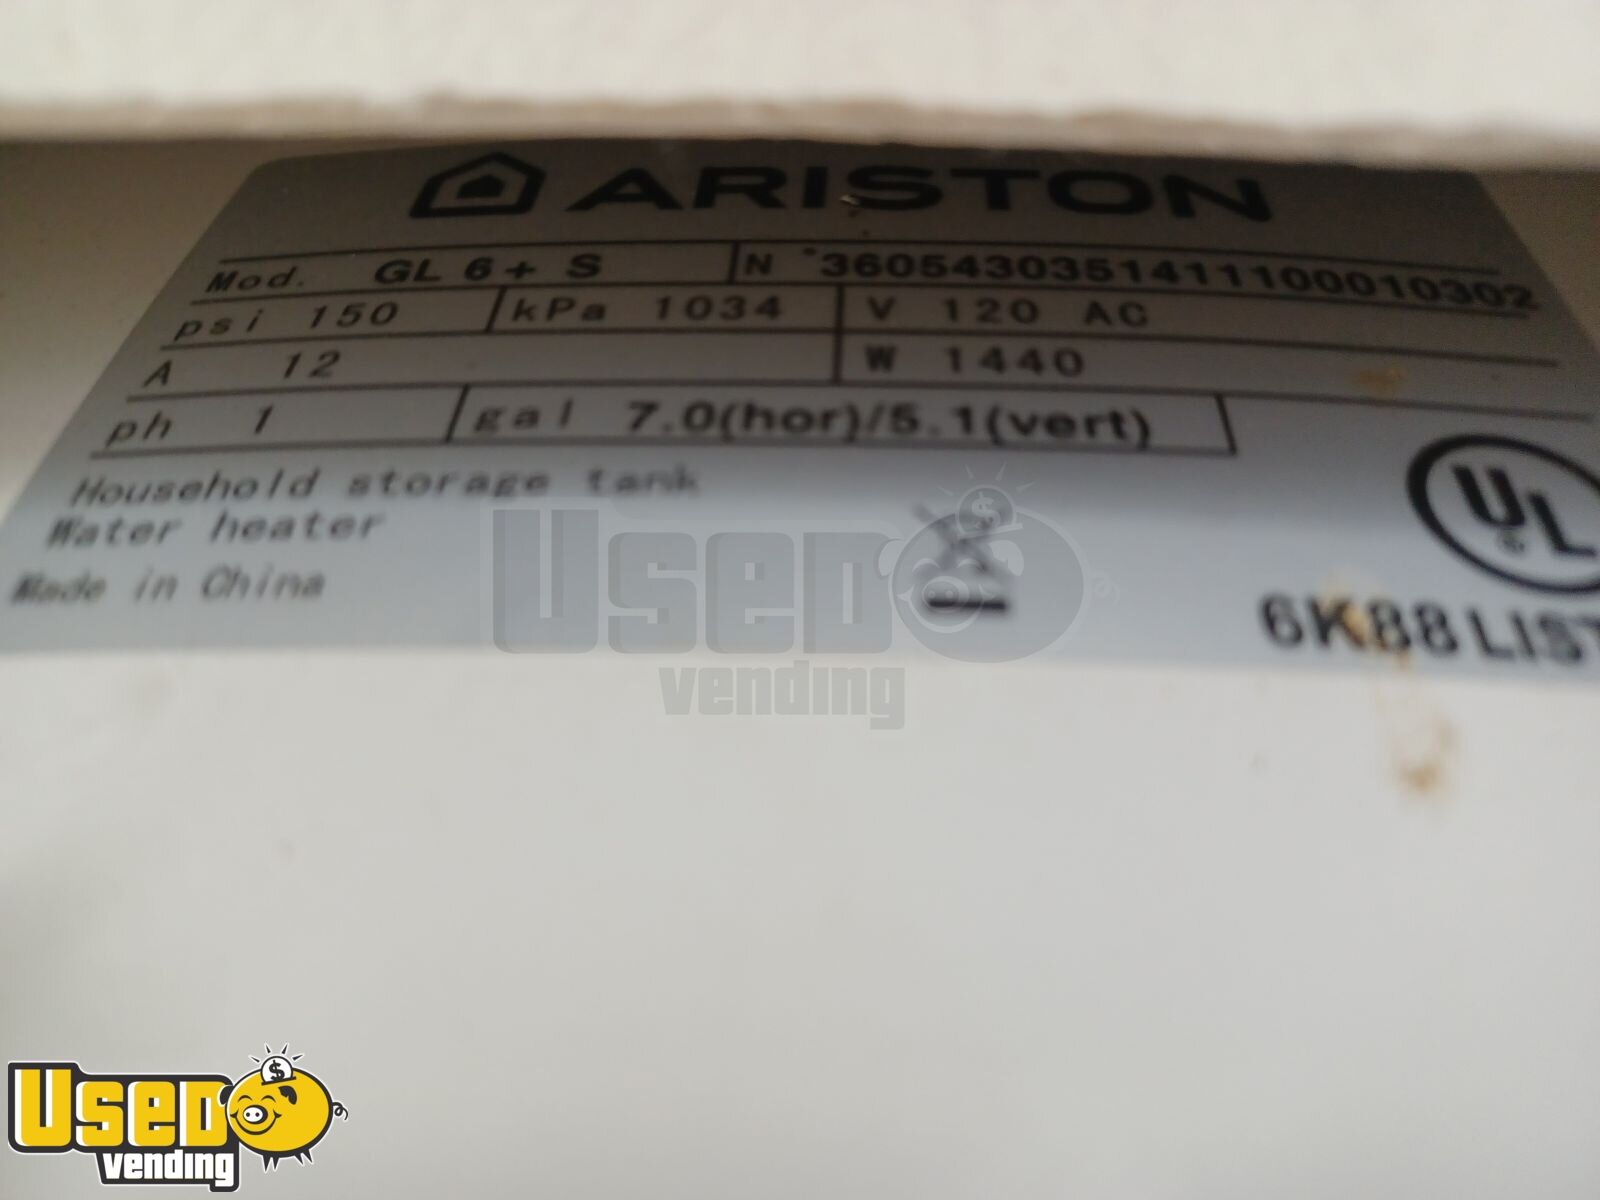 ARISTON
Mod. GL 6+ S N °3605430351411100010302
psi 150 kPa 1034 V 120 AC
A 12 W 1440
ph 1 gal 7.0(hor)/5.1(vert)
Household storage tank
Water heater
Made in China
UL
6K88 LIST
USED
vending
$
USED
vending
$